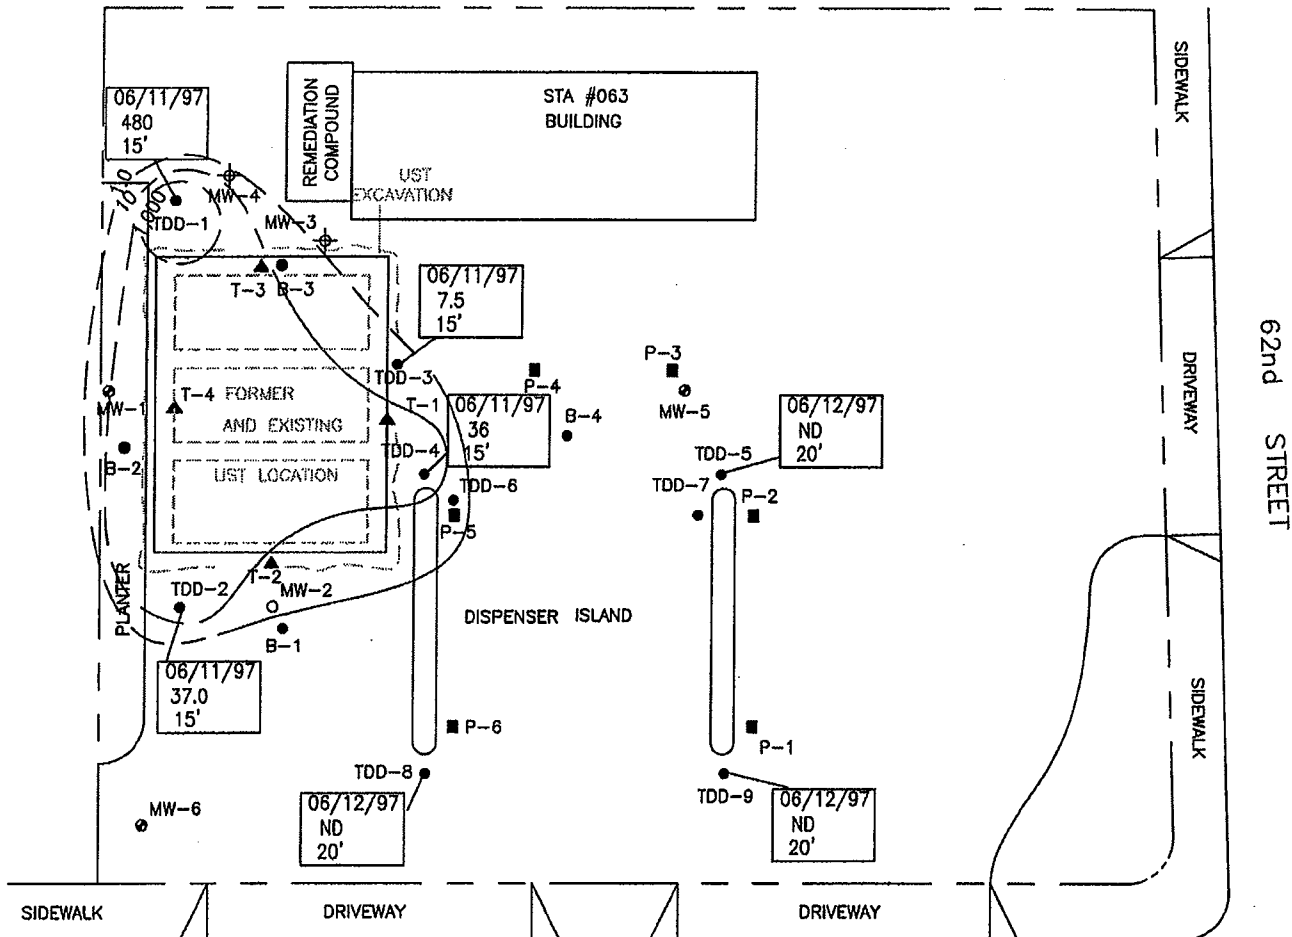 SIDEWALK
06/11/97
480
15'
REMEDIATION
COMPOUND
STA #063
BUILDING
UST
EXCAVATION
1.0
10
1,000
MW-4
TDD-1
MW-3
T-3
B-3
06/11/97
7.5
15'
62nd STREET
DRIVEWAY
P-3
P-4
TDD-3
MW-5
MW-1
T-4
FORMER
AND EXISTING
UST LOCATION
T-1
06/11/97
36
15'
B-4
06/12/97
ND
20'
B-2
TDD-4
TDD-5
TDD-6
TDD-7
P-2
P-5
PLANTER
TDD-2
T-2
MW-2
B-1
DISPENSER ISLAND
06/11/97
37.0
15'
SIDEWALK
P-6
P-1
TDD-8
TDD-9
06/12/97
ND
20'
06/12/97
ND
20'
MW-6
SIDEWALK
DRIVEWAY
DRIVEWAY